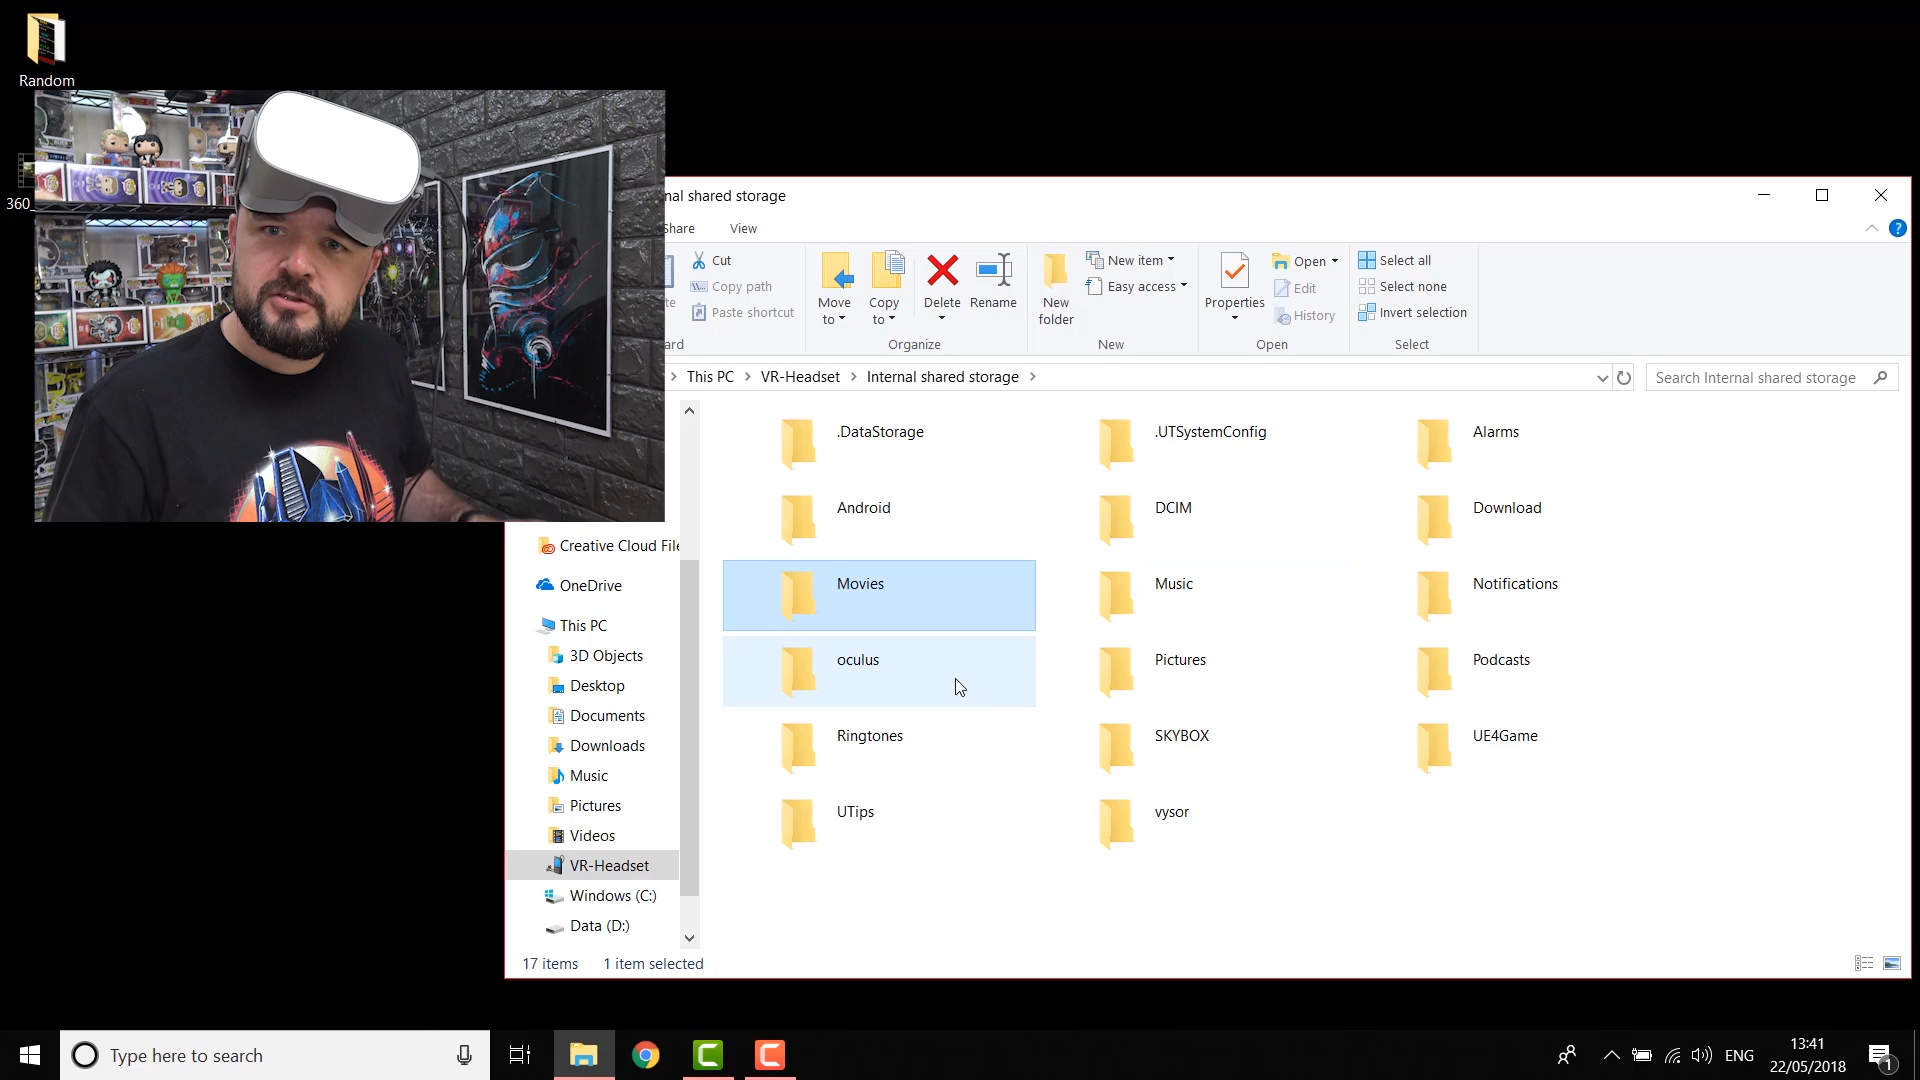 Random
360_
nal shared storage
Share
View
Cut
Copy path
Paste shortcut
Move to
Copy to
Delete
Rename
New folder
New item
Easy access
Properties
Open
Edit
History
Select all
Select none
Invert selection
ard
Organize
New
Open
Select
This PC
VR-Headset
Internal shared storage
Search Internal shared storage
.DataStorage
.UTSystemConfig
Alarms
Android
DCIM
Download
Movies
Music
Notifications
oculus
Pictures
Podcasts
Ringtones
SKYBOX
UE4Game
UTips
vysor
Creative Cloud File
OneDrive
This PC
3D Objects
Desktop
Documents
Downloads
Music
Pictures
Videos
VR-Headset
Windows (C:)
Data (D:)
17 items
1 item selected
Type here to search
ENG
13:41
22/05/2018
1